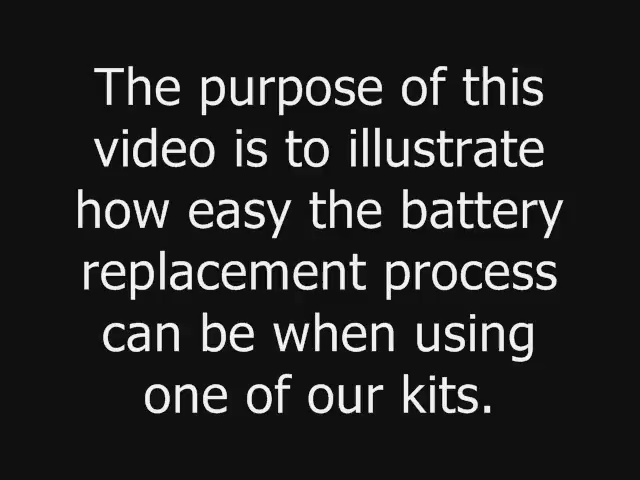 The purpose of this
video is to illustrate
how easy the battery
replacement process
can be when using
one of our kits.